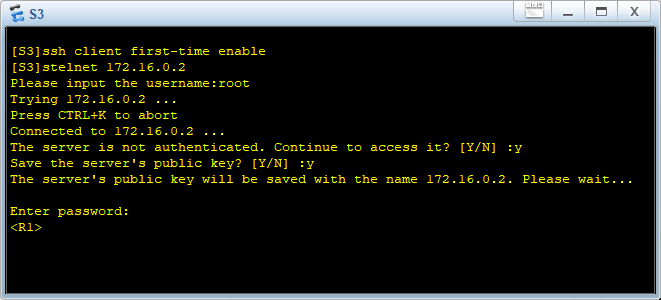 S3
[S3]ssh client first-time enable
[S3]stelnet 172.16.0.2
Please input the username:root
Trying 172.16.0.2 ...
Press CTRL+K to abort
Connected to 172.16.0.2 ...
The server is not authenticated. Continue to access it? [Y/N] :y
Save the server's public key? [Y/N] :y
The server's public key will be saved with the name 172.16.0.2. Please wait...
Enter password:
<R1>